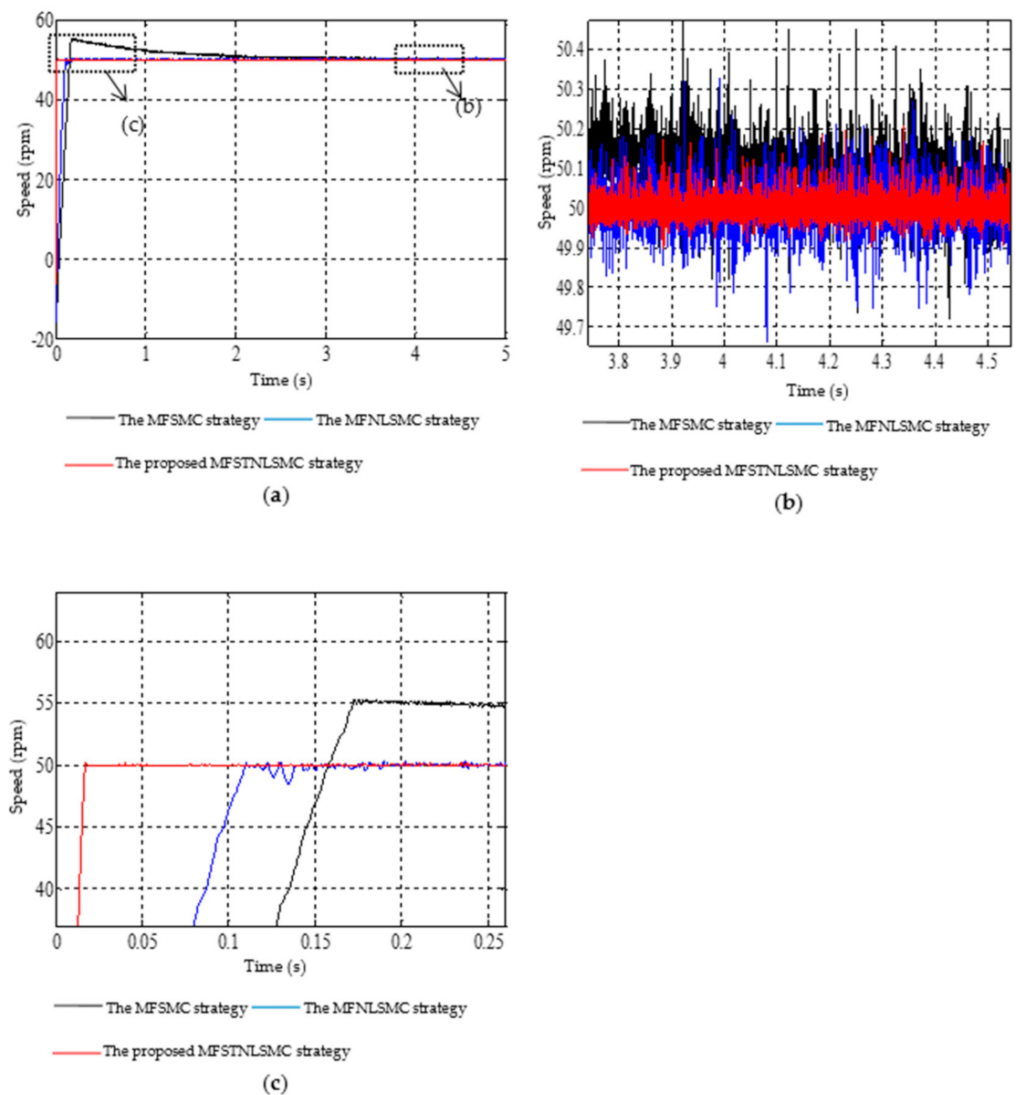 60
40
20
0
-20
Speed (rpm)
(c)
(b)
0
1
2
3
4
5
Time (s)
The MFSMC strategy
The MFNLSMC strategy
The proposed MFSTNLSMC strategy
(a)
50.4
50.3
50.2
50.1
50
49.9
49.8
49.7
Speed (rpm)
3.8
3.9
4
4.1
4.2
4.3
4.4
4.5
Time (s)
The MFSMC strategy
The MFNLSMC strategy
The proposed MFSTNLSMC strategy
(b)
60
55
50
45
40
Speed (rpm)
0
0.05
0.1
0.15
0.2
0.25
Time (s)
The MFSMC strategy
The MFNLSMC strategy
The proposed MFSTNLSMC strategy
(c)